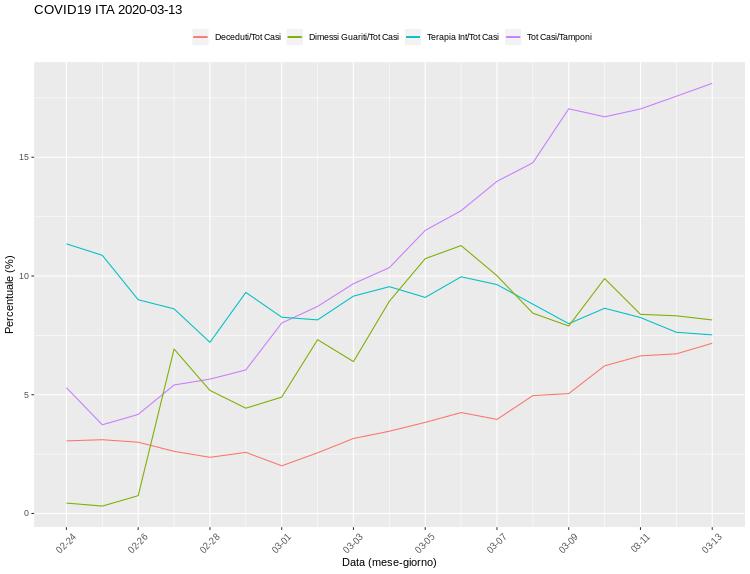 COVID19 ITA 2020-03-13
Deceduti/Tot Casi Dimessi Guariti/Tot Casi Terapia Int/Tot Casi Tot Casi/Tamponi
Percentuale (%)
15
10
5
0
02-24 02-26 02-28 03-01 03-03 03-05 03-07 03-09 03-11 03-13
Data (mese-giorno)